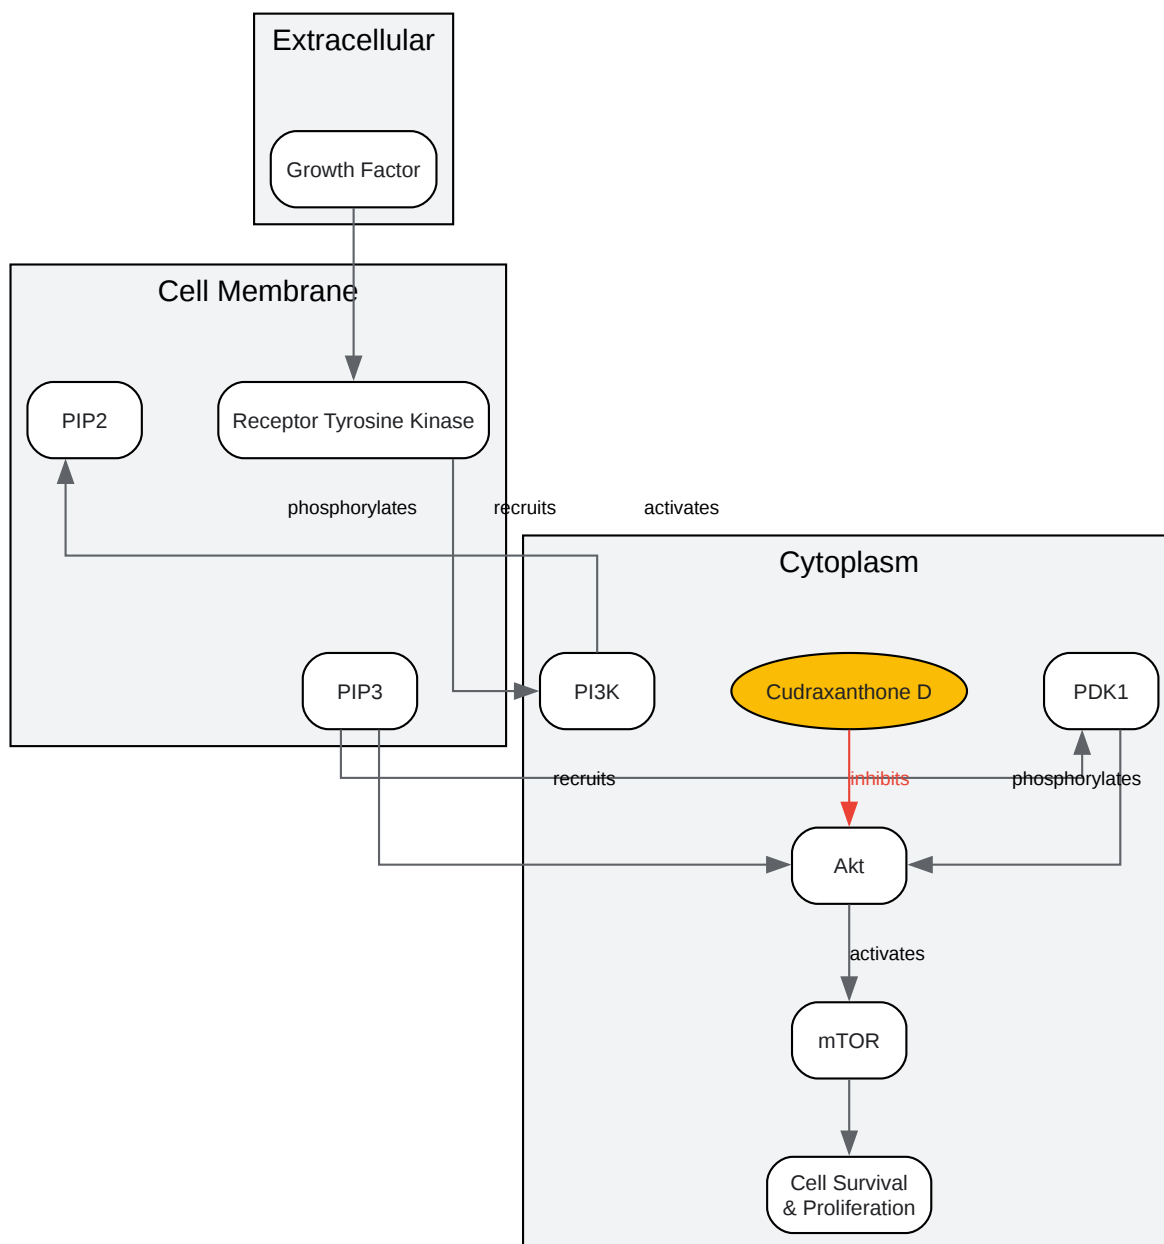 Extracellular
Growth Factor
Cell Membrane
PIP2
Receptor Tyrosine Kinase
phosphorylates
recruits
activates
Cytoplasm
PIP3
PI3K
Cudraxanthone D
PDK1
recruits
inhibits
phosphorylates
Akt
activates
mTOR
Cell Survival
& Proliferation